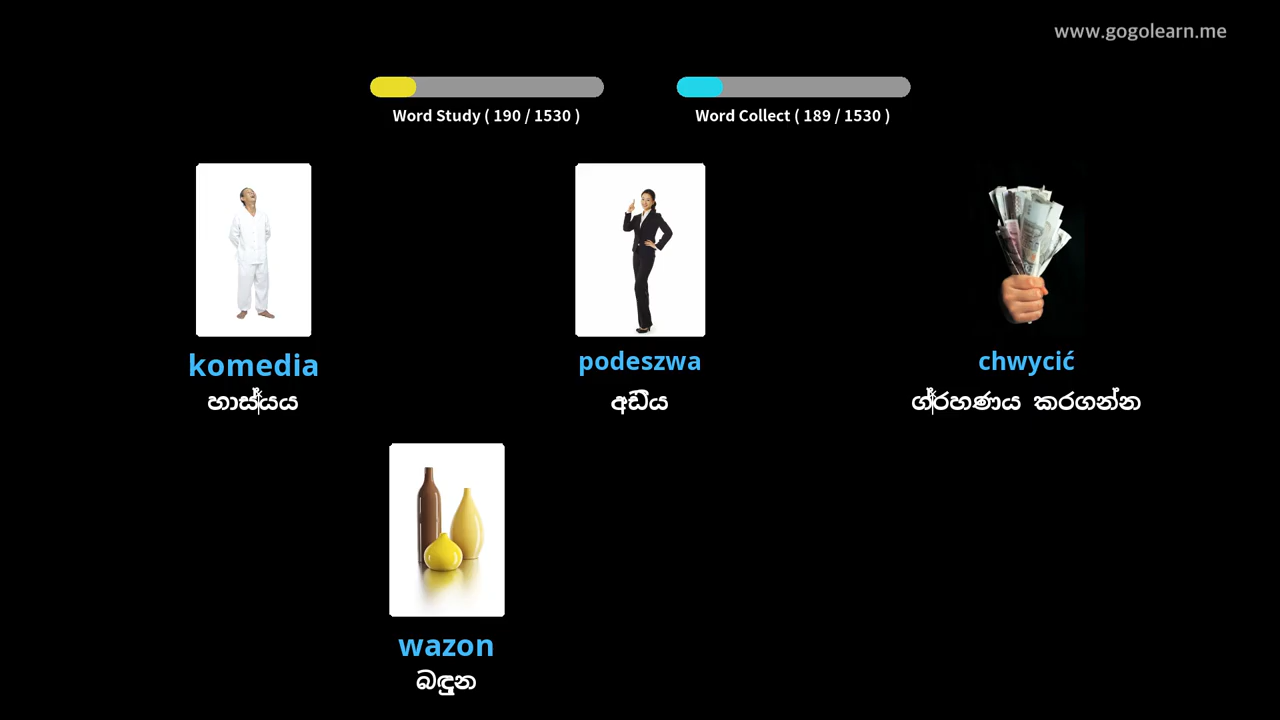 www.gogolearn.me
Word Study ( 190 / 1530 )
Word Collect ( 189 / 1530 )
komedia
හාස්‍යය
podeszwa
අඩිය
chwycić
ග්‍රහණය කරගන්න
wazon
බඳුන